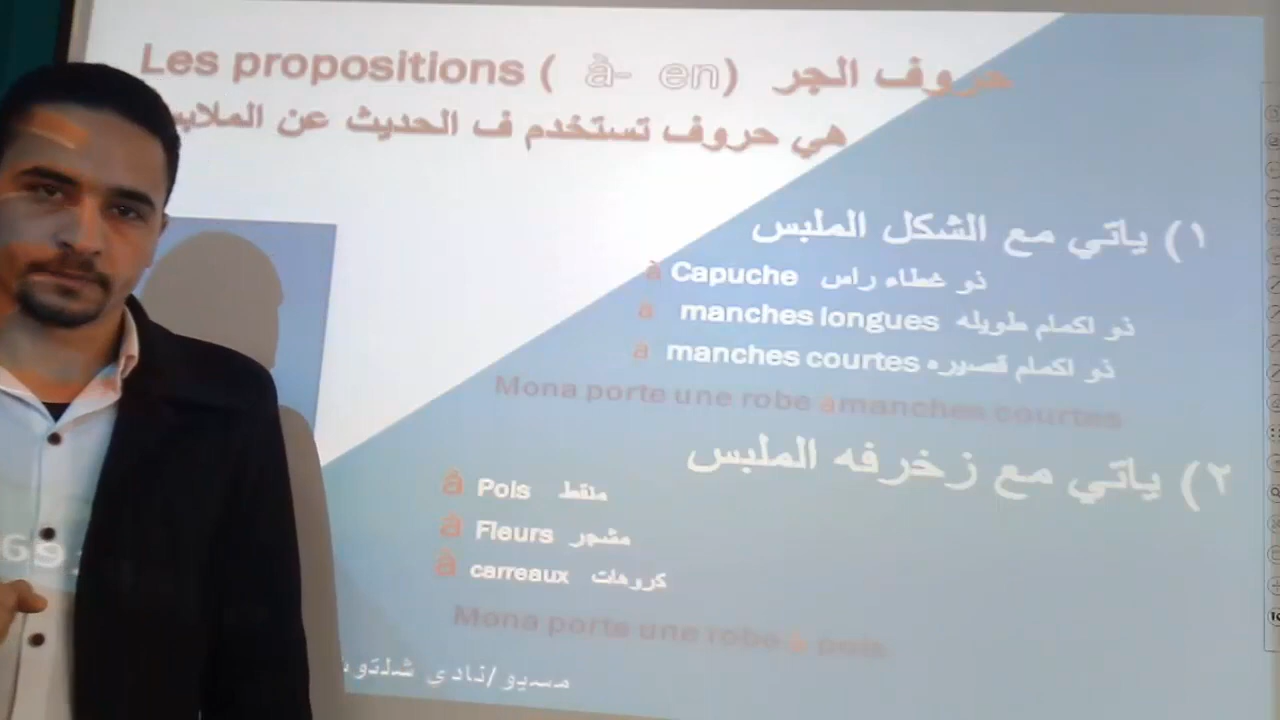 Les propositions ( à- en) حروف الجر
هي حروف تستخدم ف الحديث عن
١) ياتي مع الشكل الملبس
à Capuche ذو غطاء راس
à manches longues ذو اكمام طويله
à manches courtes ذو اكمام قصيره
Mona porte une robe à manches courtes
٢) ياتي مع زخرفه الملبس
à Pois منقط
à Fleurs مشجر
à carreaux كروهات
Mona porte une robe à pois
مسيو/نادي